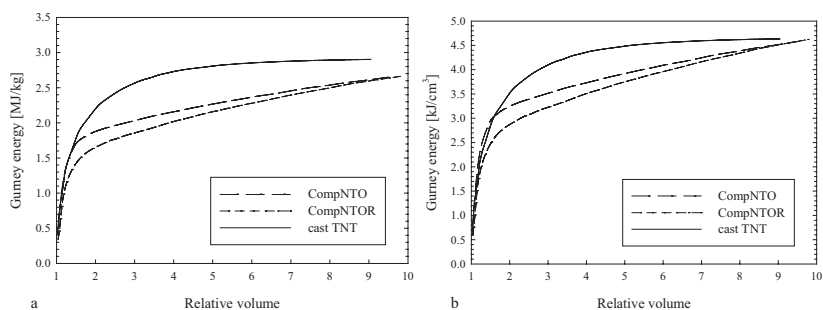 3.5
3.0
2.5
2.0
1.5
1.0
0.5
0.0
Gurney energy [MJ/kg]
CompNTO
CompNTOR
cast TNT
1 2 3 4 5 6 7 8 9 10
a Relative volume
5.0
4.5
4.0
3.5
3.0
2.5
2.0
1.5
1.0
0.5
0.0
Gurney energy [kJ/cm³]
CompNTO
CompNTOR
cast TNT
1 2 3 4 5 6 7 8 9 10
b Relative volume